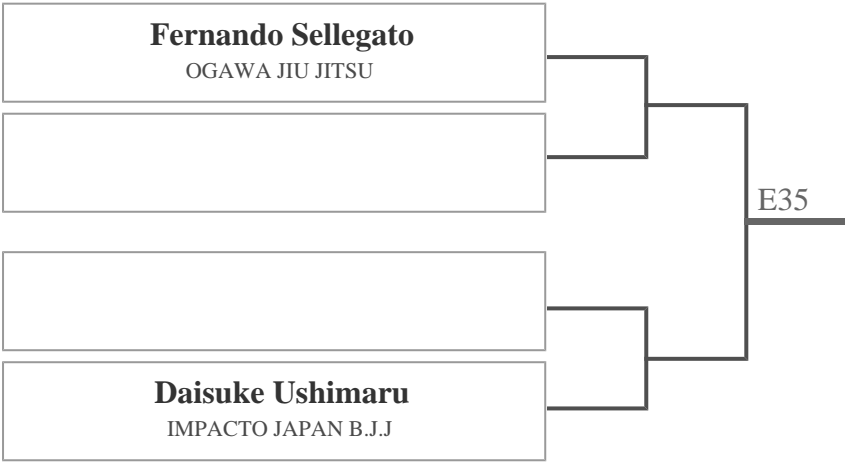 Fernando Sellegato
OGAWA JIU JITSU
E35
Daisuke Ushimaru
IMPACTO JAPAN B.J.J